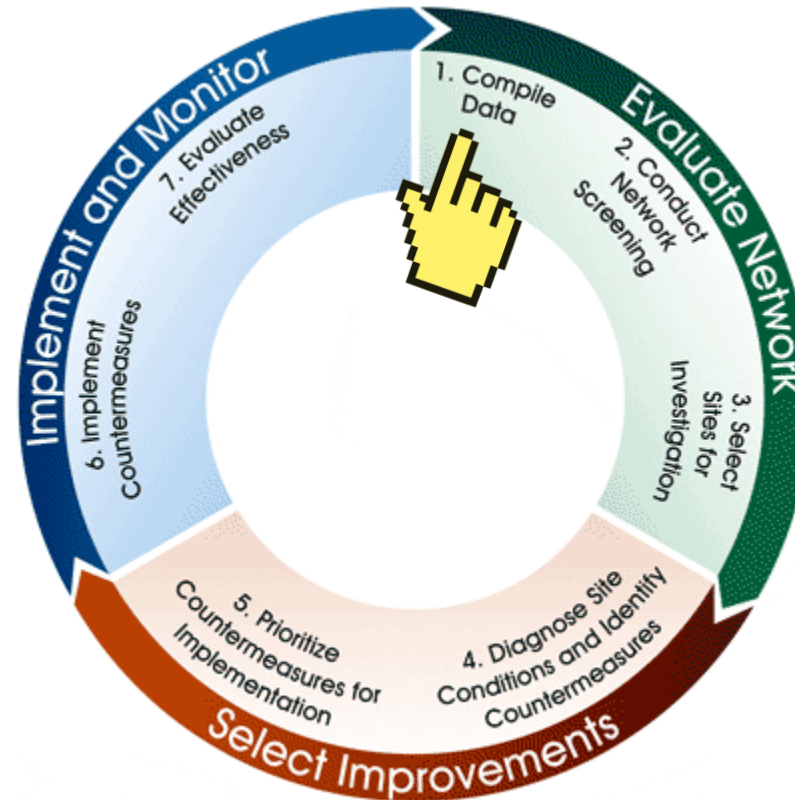 Evaluate Network
1. Compile
Data
2. Conduct
Network
Screening
3. Select
Sites for
Investigation
Select Improvements
4. Diagnose Site
Conditions and Identify
Countermeasures
5. Prioritize
Countermeasures for
Implementation
Implement and Monitor
6. Implement
Countermeasures
7. Evaluate
Effectiveness